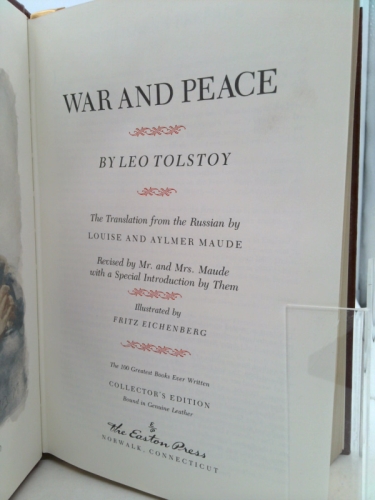 WAR AND PEACE
BY LEO TOLSTOY
The Translation from the Russian by
LOUISE AND AYLMER MAUDE
Revised by Mr. and Mrs. Maude
with a Special Introduction by Them
Illustrated by
FRITZ EICHENBERG
The 100 Greatest Books Ever Written
COLLECTOR'S EDITION
Bound in Genuine Leather
The Easton Press
NORWALK, CONNECTICUT